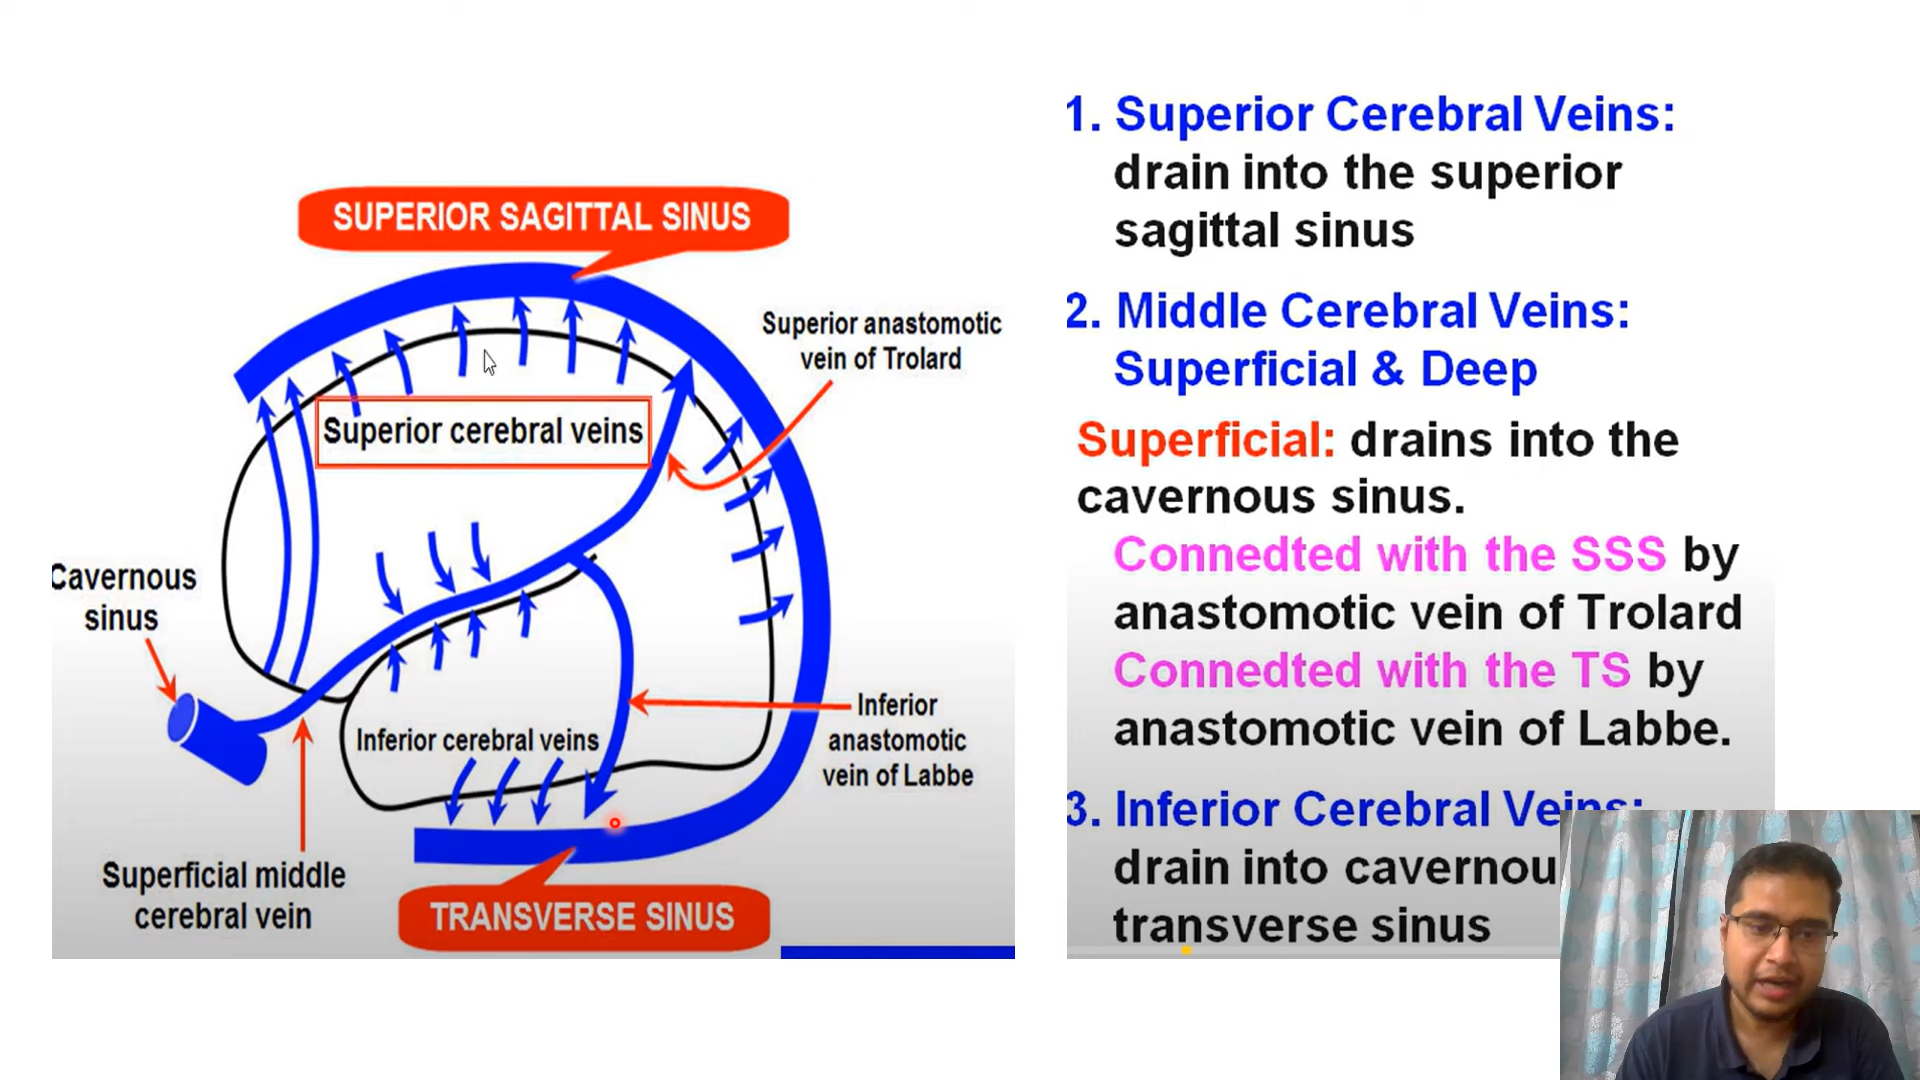 SUPERIOR SAGITTAL SINUS
Superior anastomotic
vein of Trolard
Superior cerebral veins
Cavernous
sinus
Inferior cerebral veins
Inferior
anastomotic
vein of Labbe
Superficial middle
cerebral vein
TRANSVERSE SINUS
1. Superior Cerebral Veins:
drain into the superior
sagittal sinus
2. Middle Cerebral Veins:
Superficial & Deep
Superficial: drains into the
cavernous sinus.
Connedted with the SSS by
anastomotic vein of Trolard
Connedted with the TS by
anastomotic vein of Labbe.
3. Inferior Cerebral Veins:
drain into cavernou
transverse sinus